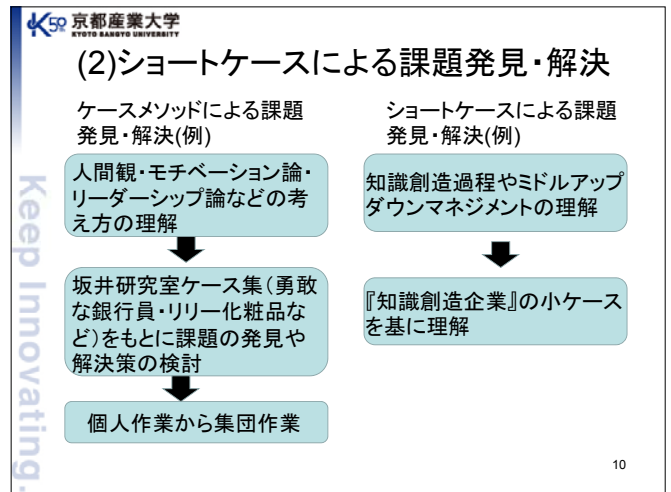 50 京都産業大学
KYOTO SANGYO UNIVERSITY
(2)ショートケースによる課題発見・解決
ケースメソッドによる課題
発見・解決(例)
人間観・モチベーション論・
リーダーシップ論などの考
え方の理解
坂井研究室ケース集(勇敢
な銀行員・リリー化粧品な
ど)をもとに課題の発見や
解決策の検討
個人作業から集団作業
ショートケースによる課題
発見・解決(例)
知識創造過程やミドルアップ
ダウンマネジメントの理解
『知識創造企業』の小ケース
を基に理解
Keep Innovating.
10